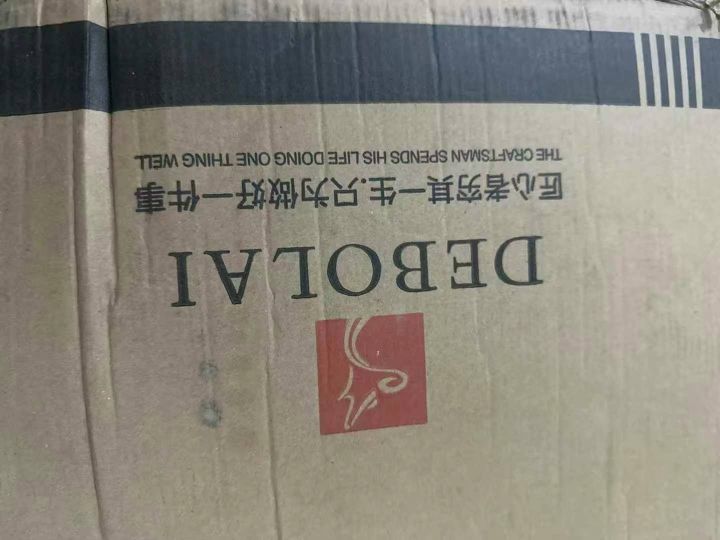 DEBOLAI
匠心者穷其一生.只为做好一件事
THE CRAFTSMAN SPENDS HIS LIFE DOING ONE THING WELL